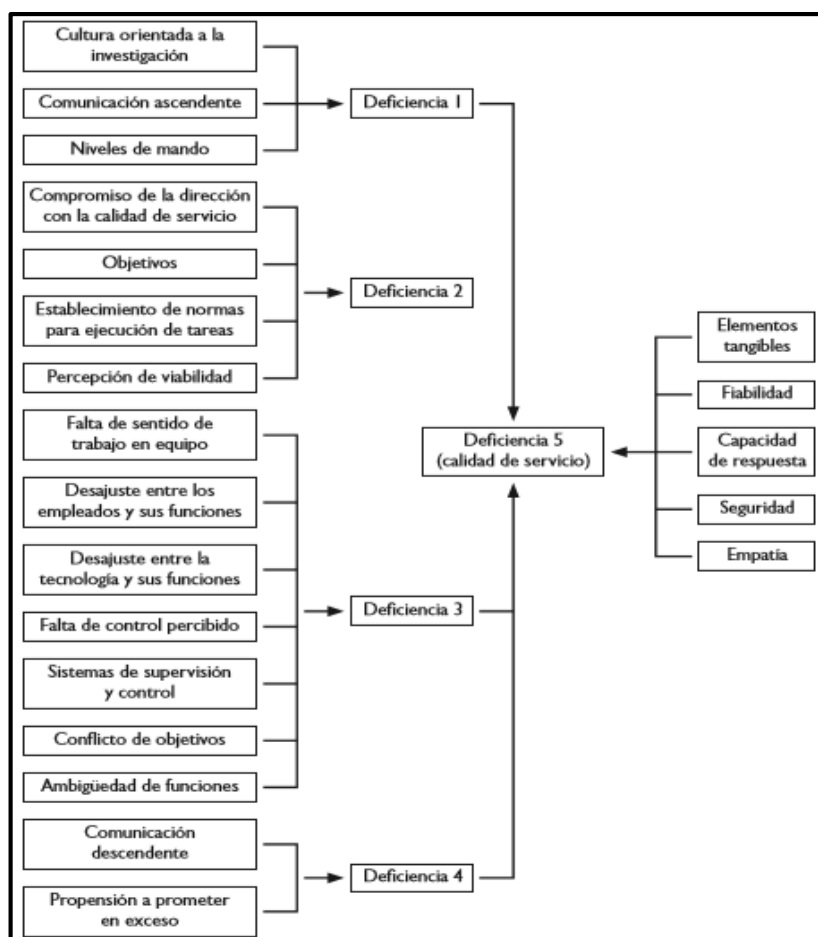 Cultura orientada a la
investigación
Comunicación ascendente
Niveles de mando
Deficiencia 1
Compromiso de la dirección
con la calidad de servicio
Objetivos
Establecimiento de normas
para ejecución de tareas
Percepción de viabilidad
Deficiencia 2
Falta de sentido de
trabajo en equipo
Desajuste entre los
empleados y sus funciones
Desajuste entre la
tecnología y sus funciones
Falta de control percibido
Sistemas de supervisión
y control
Conflicto de objetivos
Ambigüedad de funciones
Deficiencia 3
Comunicación
descendente
Propensión a prometer
en exceso
Deficiencia 4
Deficiencia 5
(calidad de servicio)
Elementos
tangibles
Fiabilidad
Capacidad
de respuesta
Seguridad
Empatía